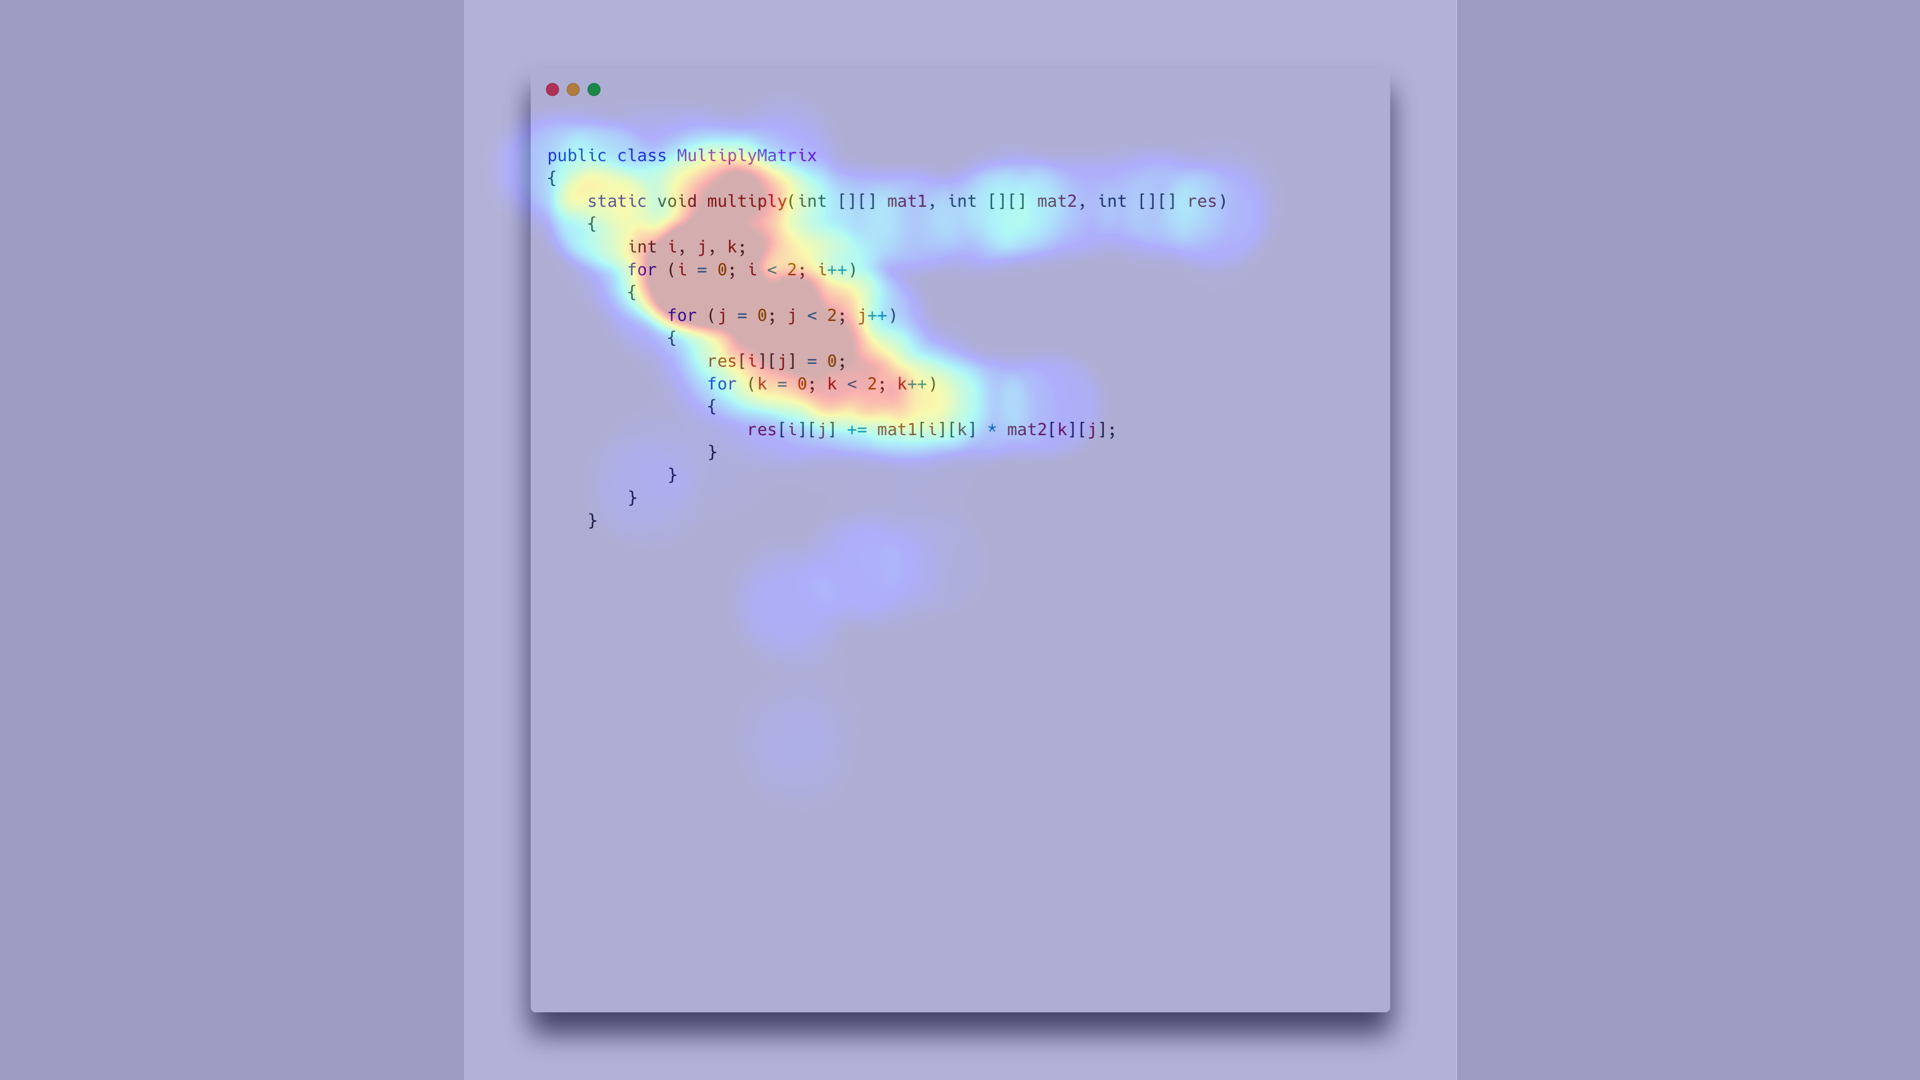 public class MultiplyMatrix
{
    static void multiply(int [][] mat1, int [][] mat2, int [][] res)
    {
        int i, j, k;
        for (i = 0; i < 2; i++)
        {
            for (j = 0; j < 2; j++)
            {
                res[i][j] = 0;
                for (k = 0; k < 2; k++)
                {
                    res[i][j] += mat1[i][k] * mat2[k][j];
                }
            }
        }
    }